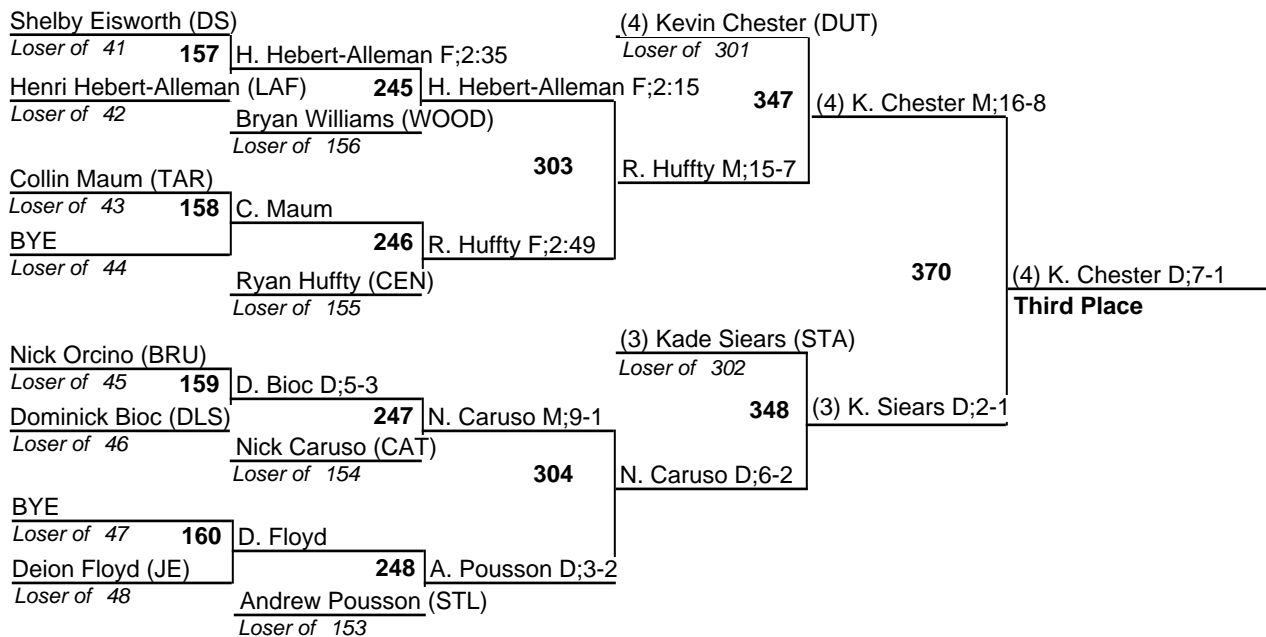 Shelby Eisworth (DS)
Loser of 41
157
H. Hebert-Alleman F;2:35
Henri Hebert-Alleman (LAF)
Loser of 42
245
H. Hebert-Alleman F;2:15
Bryan Williams (WOOD)
Loser of 156
303
Collin Maum (TAR)
Loser of 43
158
C. Maum
BYE
Loser of 44
246
R. Huffty F;2:49
Ryan Huffty (CEN)
Loser of 155
Nick Orcino (BRU)
Loser of 45
159
D. Bioc D;5-3
Dominick Bioc (DLS)
Loser of 46
247
N. Caruso M;9-1
Nick Caruso (CAT)
Loser of 154
304
BYE
Loser of 47
160
D. Floyd
Deion Floyd (JE)
Loser of 48
248
A. Pousson D;3-2
Andrew Pousson (STL)
Loser of 153
(4) Kevin Chester (DUT)
Loser of 301
347
(4) K. Chester M;16-8
R. Huffty M;15-7
370
(4) K. Chester D;7-1
Third Place
(3) Kade Siears (STA)
Loser of 302
348
(3) K. Siears D;2-1
N. Caruso D;6-2